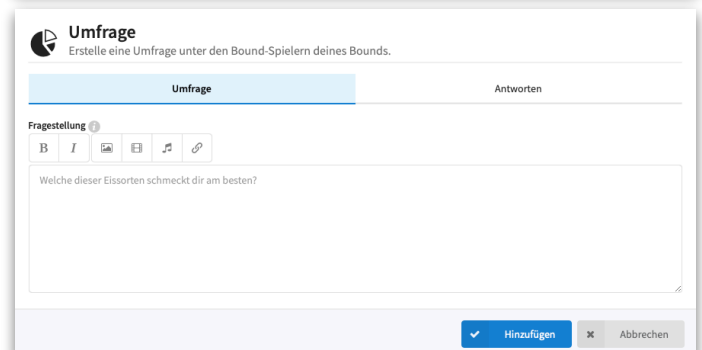 Umfrage
Erstelle eine Umfrage unter den Bound-Spielern deines Bounds.
Umfrage
Antworten
Fragestellung i
B I
Welche dieser Eissorten schmeckt dir am besten?
Hinzufügen
Abbrechen